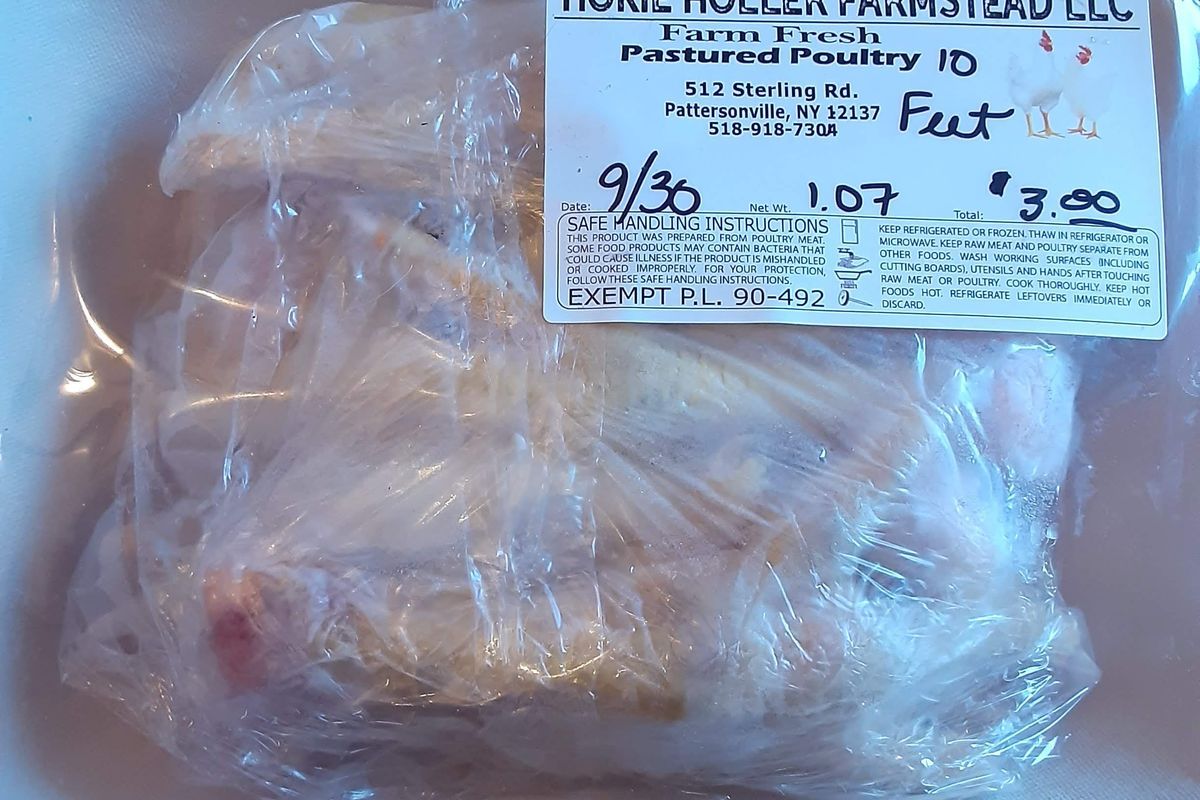 HOKIE HOLLER FARMSTEAD LLC
Farm Fresh
Pastured Poultry 10
Feet
512 Sterling Rd.
Pattersonville, NY 12137
518-918-7304
Date: 9/30 Net Wt. 1.07 Total: $3.00
SAFE HANDLING INSTRUCTIONS
THIS PRODUCT WAS PREPARED FROM POULTRY MEAT.
SOME FOOD PRODUCTS MAY CONTAIN BACTERIA THAT
COULD CAUSE ILLNESS IF THE PRODUCT IS MISHANDLED
OR COOKED IMPROPERLY. FOR YOUR PROTECTION,
FOLLOW THESE SAFE HANDLING INSTRUCTIONS.
EXEMPT P.L. 90-492
KEEP REFRIGERATED OR FROZEN. THAW IN REFRIGERATOR OR
MICROWAVE. KEEP RAW MEAT AND POULTRY SEPARATE FROM
OTHER FOODS. WASH WORKING SURFACES (INCLUDING
CUTTING BOARDS), UTENSILS AND HANDS AFTER TOUCHING
RAW MEAT OR POULTRY. COOK THOROUGHLY. KEEP HOT
FOODS HOT. REFRIGERATE LEFTOVERS IMMEDIATELY OR
DISCARD.